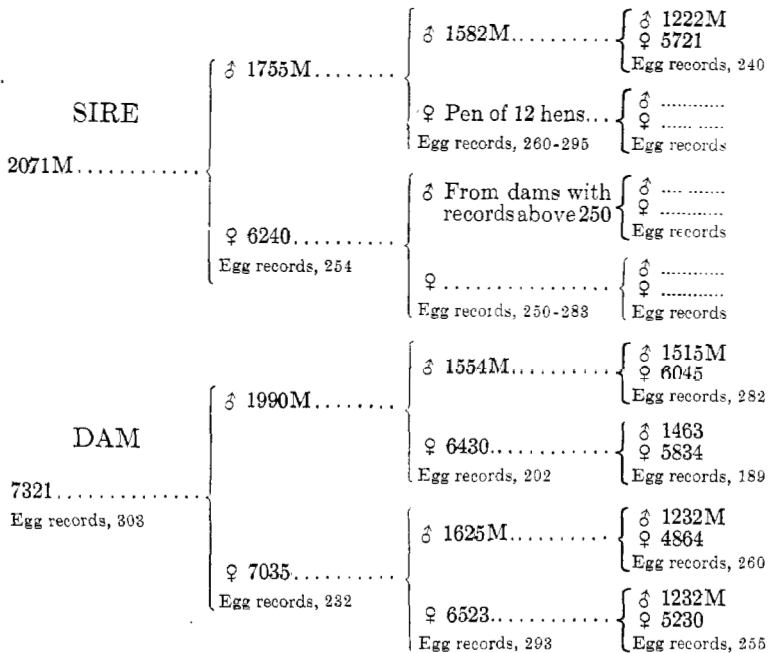 ♂ 1222M
♂ 1582M
♀ 5721
Egg records, 240
♂ 1755M
SIRE
♀ Pen of 12 hens
♂
♀
Egg records, 260-295
Egg records
2071M
♂ From dams with
records above 250
♂
♀
Egg records
♀ 6240
Egg records, 254
♀
♂
♀
Egg records, 250-283
Egg records
♂ 1554M
♂ 1515M
♀ 6045
Egg records, 282
♂ 1990M
DAM
♀ 6430
♂ 1463
♀ 5834
Egg records, 202
Egg records, 189
7321
Egg records, 303
♂ 1625M
♂ 1232M
♀ 4864
Egg records, 260
♀ 7035
Egg records, 232
♀ 6523
♂ 1232M
♀ 5230
Egg records, 293
Egg records, 255